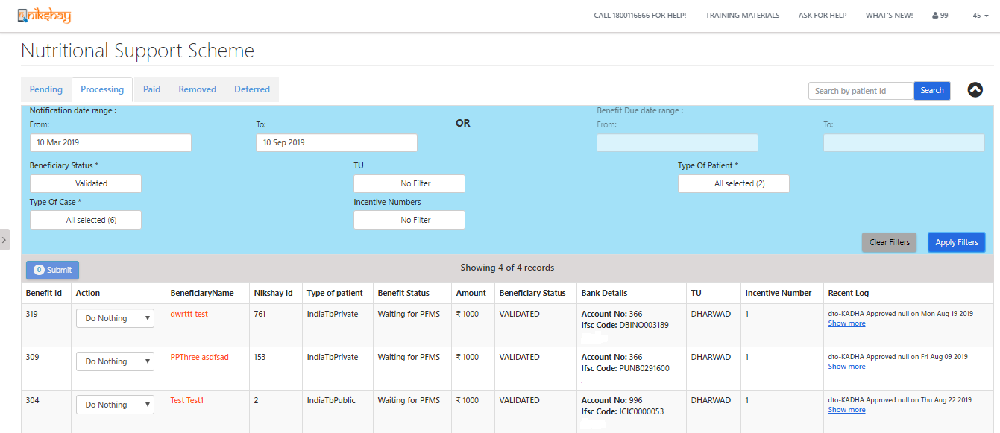 nikshay
CALL 1800116666 FOR HELP! TRAINING MATERIALS ASK FOR HELP WHAT'S NEW! 99 45
Nutritional Support Scheme
Pending Processing Paid Removed Deferred
Search by patient Id Search
Notification date range : OR Benefit Due date range :
From: To: From: To:
10 Mar 2019 10 Sep 2019
Beneficiary Status * TU Type Of Patient *
Validated No Filter All selected (2)
Type Of Case * Incentive Numbers
All selected (6) No Filter
Clear Filters Apply Filters
0 Submit Showing 4 of 4 records
Benefit Id Action BeneficiaryName Nikshay Id Type of patient Benefit Status Amount Beneficiary Status Bank Details TU Incentive Number Recent Log
319 Do Nothing dwrttt test 761 IndiaTbPrivate Waiting for PFMS ₹ 1000 VALIDATED Account No: 366 DHARWAD 1 dto-KADHA Approved null on Mon Aug 19 2019
Ifsc Code: DBINO003189 Show more
309 Do Nothing PPThree asdfsad 153 IndiaTbPrivate Waiting for PFMS ₹ 1000 VALIDATED Account No: 366 DHARWAD 1 dto-KADHA Approved null on Fri Aug 09 2019
Ifsc Code: PUNB0291600 Show more
304 Do Nothing Test Test1 2 IndiaTbPublic Waiting for PFMS ₹ 1000 VALIDATED Account No: 996 DHARWAD 1 dto-KADHA Approved null on Thu Aug 22 2019
Ifsc Code: ICIC0000053 Show more